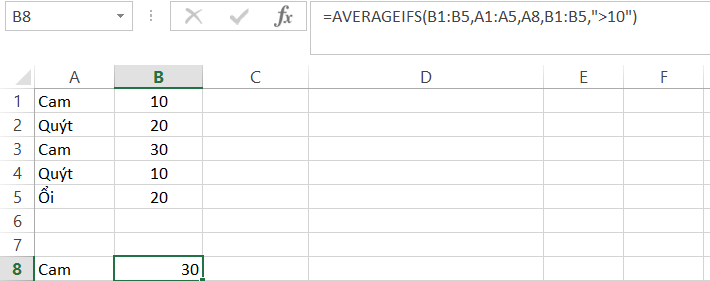 B8 fx =AVERAGEIFS(B1:B5,A1:A5,A8,B1:B5,">10")
A B C D E F
1 Cam 10
2 Quýt 20
3 Cam 30
4 Quýt 10
5 Ổi 20
6
7
8 Cam 30